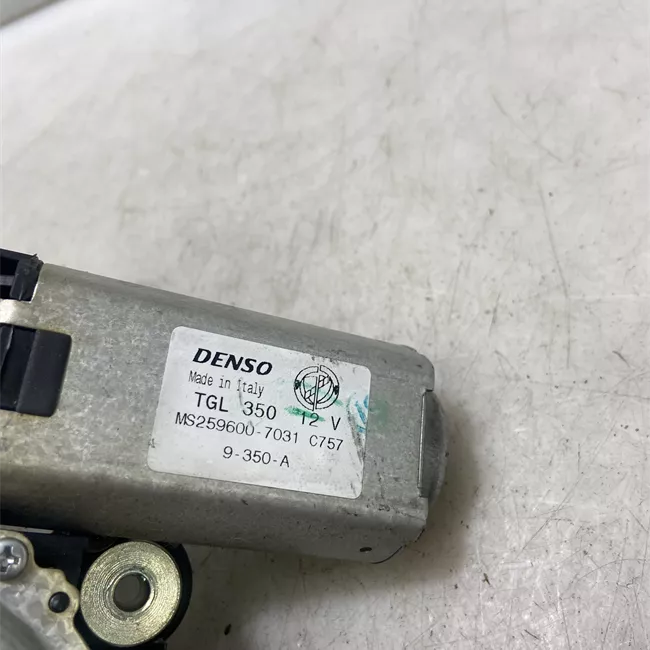 DENSO
Made in Italy
TGL 350 12 V
MS259600-7031 C757
9-350-A